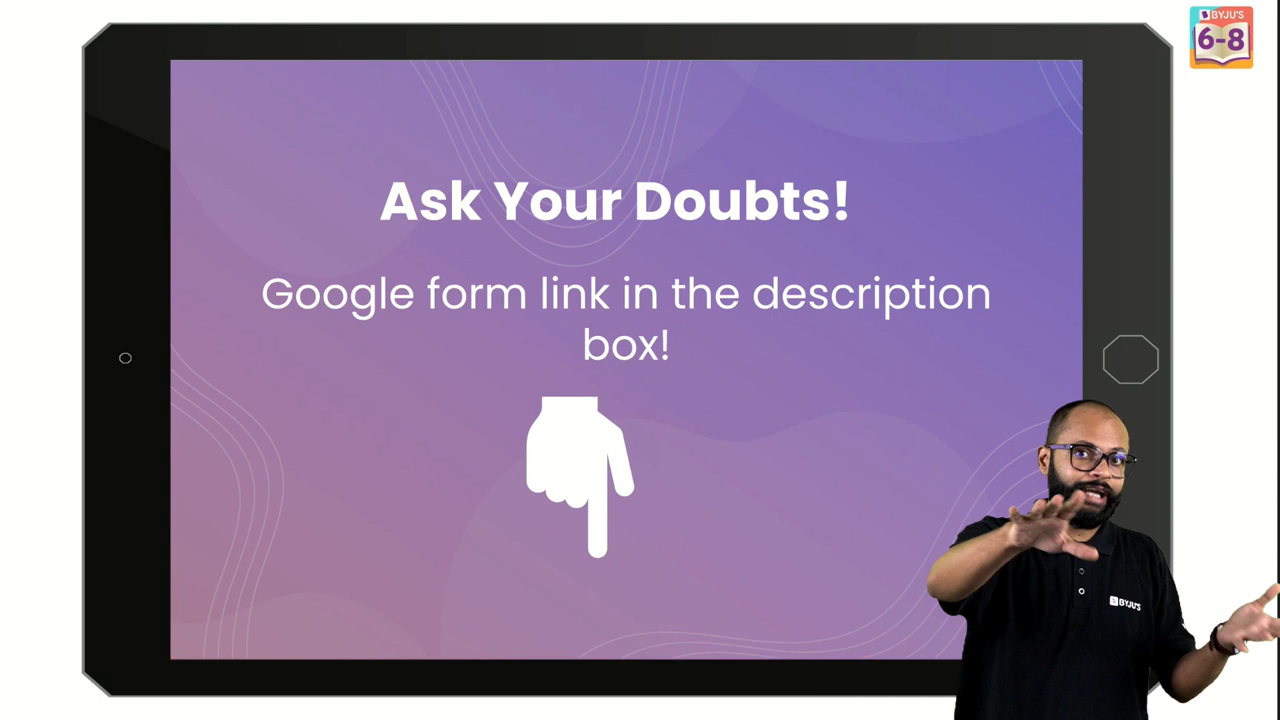 BYJU'S
6-8
Ask Your Doubts!
Google form link in the description
box!
BYJU'S